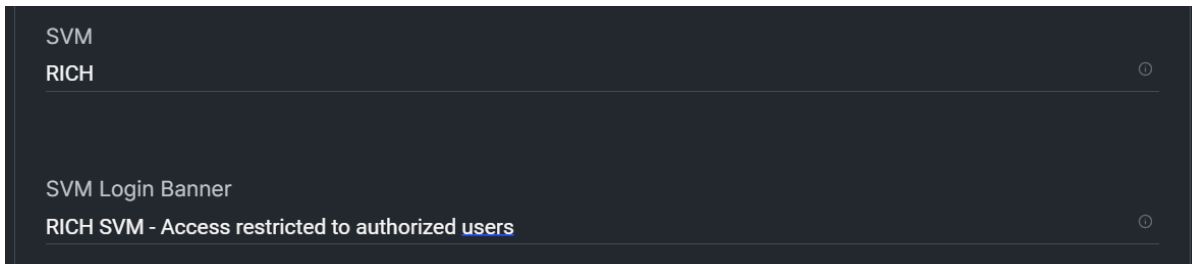 SVM
RICH
SVM Login Banner
RICH SVM - Access restricted to authorized users